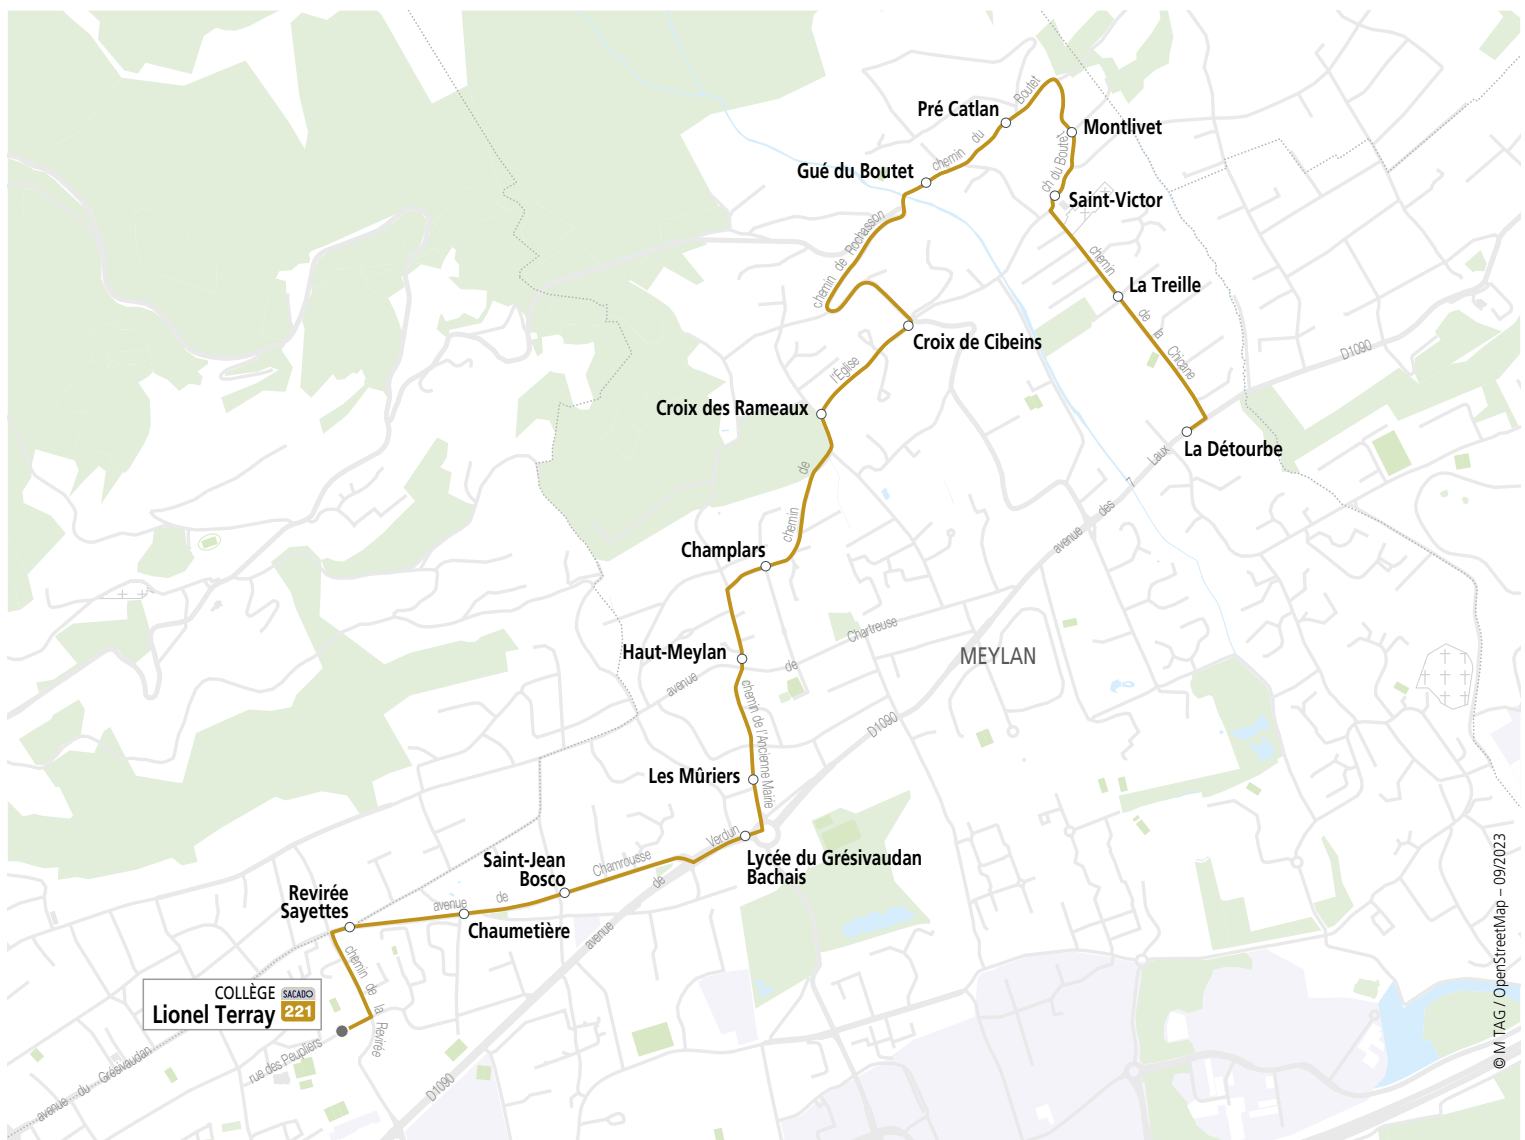 Boutet
Pré Catlan
du
Montlivet
chemin
Gué du Boutet
ch du Boutet
Saint-Victor
chemin de Rochasson
chemin
La Treille
de
la
Chicane
Croix de Cibeins
D1090
l'Église
Croix des Rameaux
La Détourbe
Laux
de
des
avenue
chemin
Champlars
Chartreuse
MEYLAN
Haut-Meylan
de
avenue
chemin de l'Ancienne Mairie
D1090
Les Mûriers
Verdun
Lycée du Grésivaudan
Bachais
Chamrousse
Saint-Jean
Bosco
de
de
avenue
Revirée
Sayettes
Chaumetière
avenue
chemin de la Revirée
COLLÈGE
Lionel Terray
SACADO
221
rue des Peupliers
avenue du Grésivaudan
D1090
© M TAG / OpenStreetMap – 09/2023